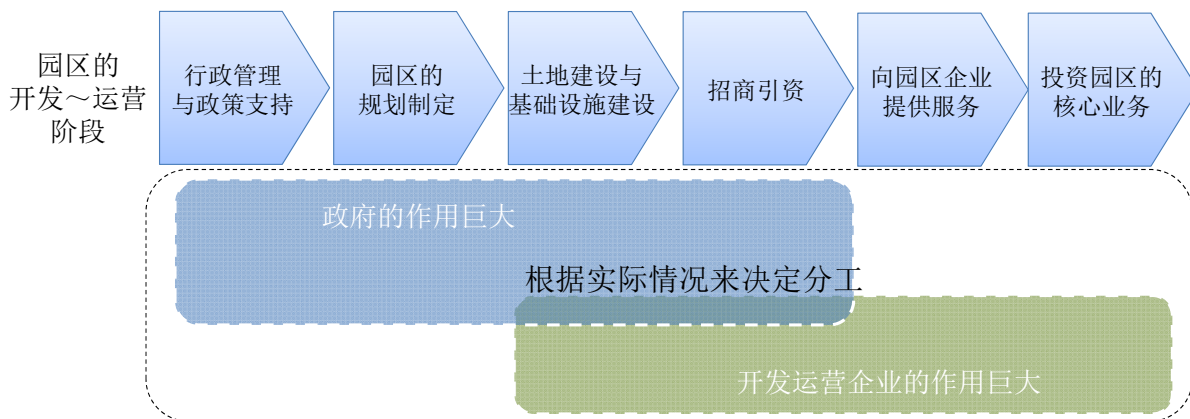 园区的
开发～运营
阶段
行政管理
与政策支持
园区的
规划制定
土地建设与
基础设施建设
招商引资
向园区企业
提供服务
投资园区的
核心业务
政府的作用巨大
根据实际情况来决定分工
开发运营企业的作用巨大